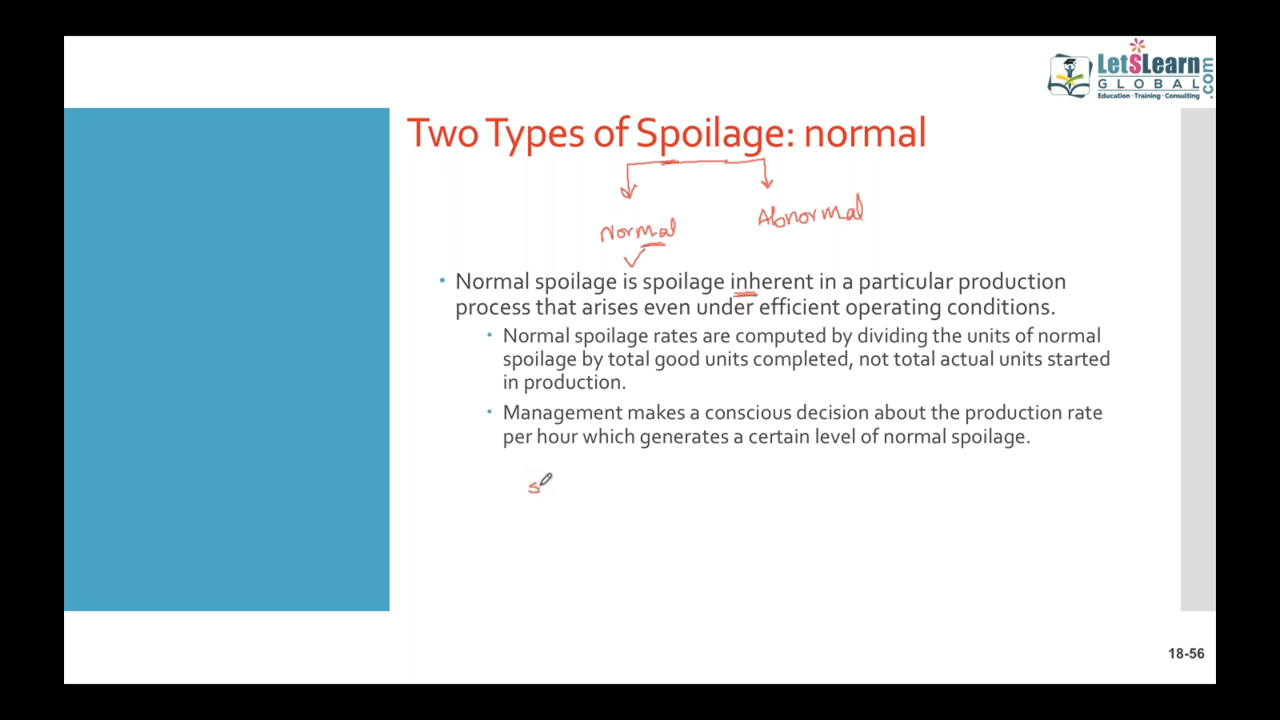 LetSLearn
GLOBAL
.com
Education · Training · Consulting
Two Types of Spoilage: normal
Normal
Abnormal
• Normal spoilage is spoilage inherent in a particular production
process that arises even under efficient operating conditions.
• Normal spoilage rates are computed by dividing the units of normal
spoilage by total good units completed, not total actual units started
in production.
• Management makes a conscious decision about the production rate
per hour which generates a certain level of normal spoilage.
s
18-56